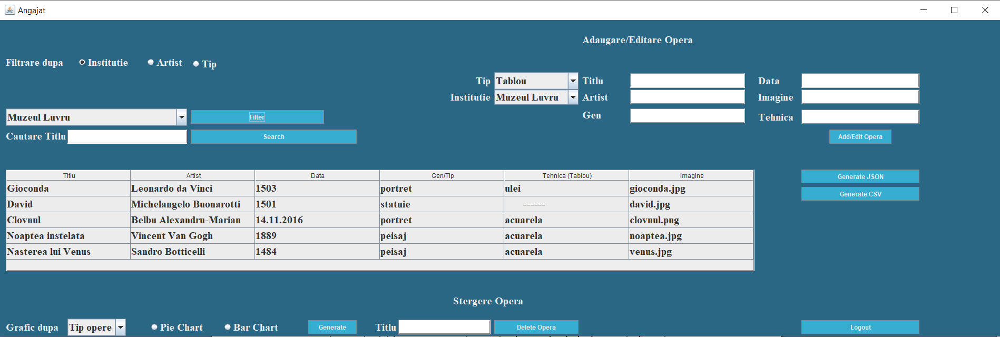 Angajat
Adaugare/Editare Opera
Filtrare dupa Institutie Artist Tip
Tip Tablou Titlu Data
Institutie Muzeul Luvru Artist Imagine
Muzeul Luvru Filter Gen Tehnica
Cautare Titlu Search Add/Edit Opera
Titlu Artist Data Gen/Tip Tehnica (Tablou) Imagine Generate JSON
Gioconda Leonardo da Vinci 1503 portret ulei gioconda.jpg Generate CSV
David Michelangelo Buonarotti 1501 statuie ------ david.jpg
Clovnul Belbu Alexandru-Marian 14.11.2016 portret acuarela clovnul.png
Noaptea instelata Vincent Van Gogh 1889 peisaj acuarela noaptea.jpg
Nasterea lui Venus Sandro Botticelli 1484 peisaj acuarela venus.jpg
Stergere Opera
Grafic dupa Tip opere Pie Chart Bar Chart Generate Titlu Delete Opera Logout